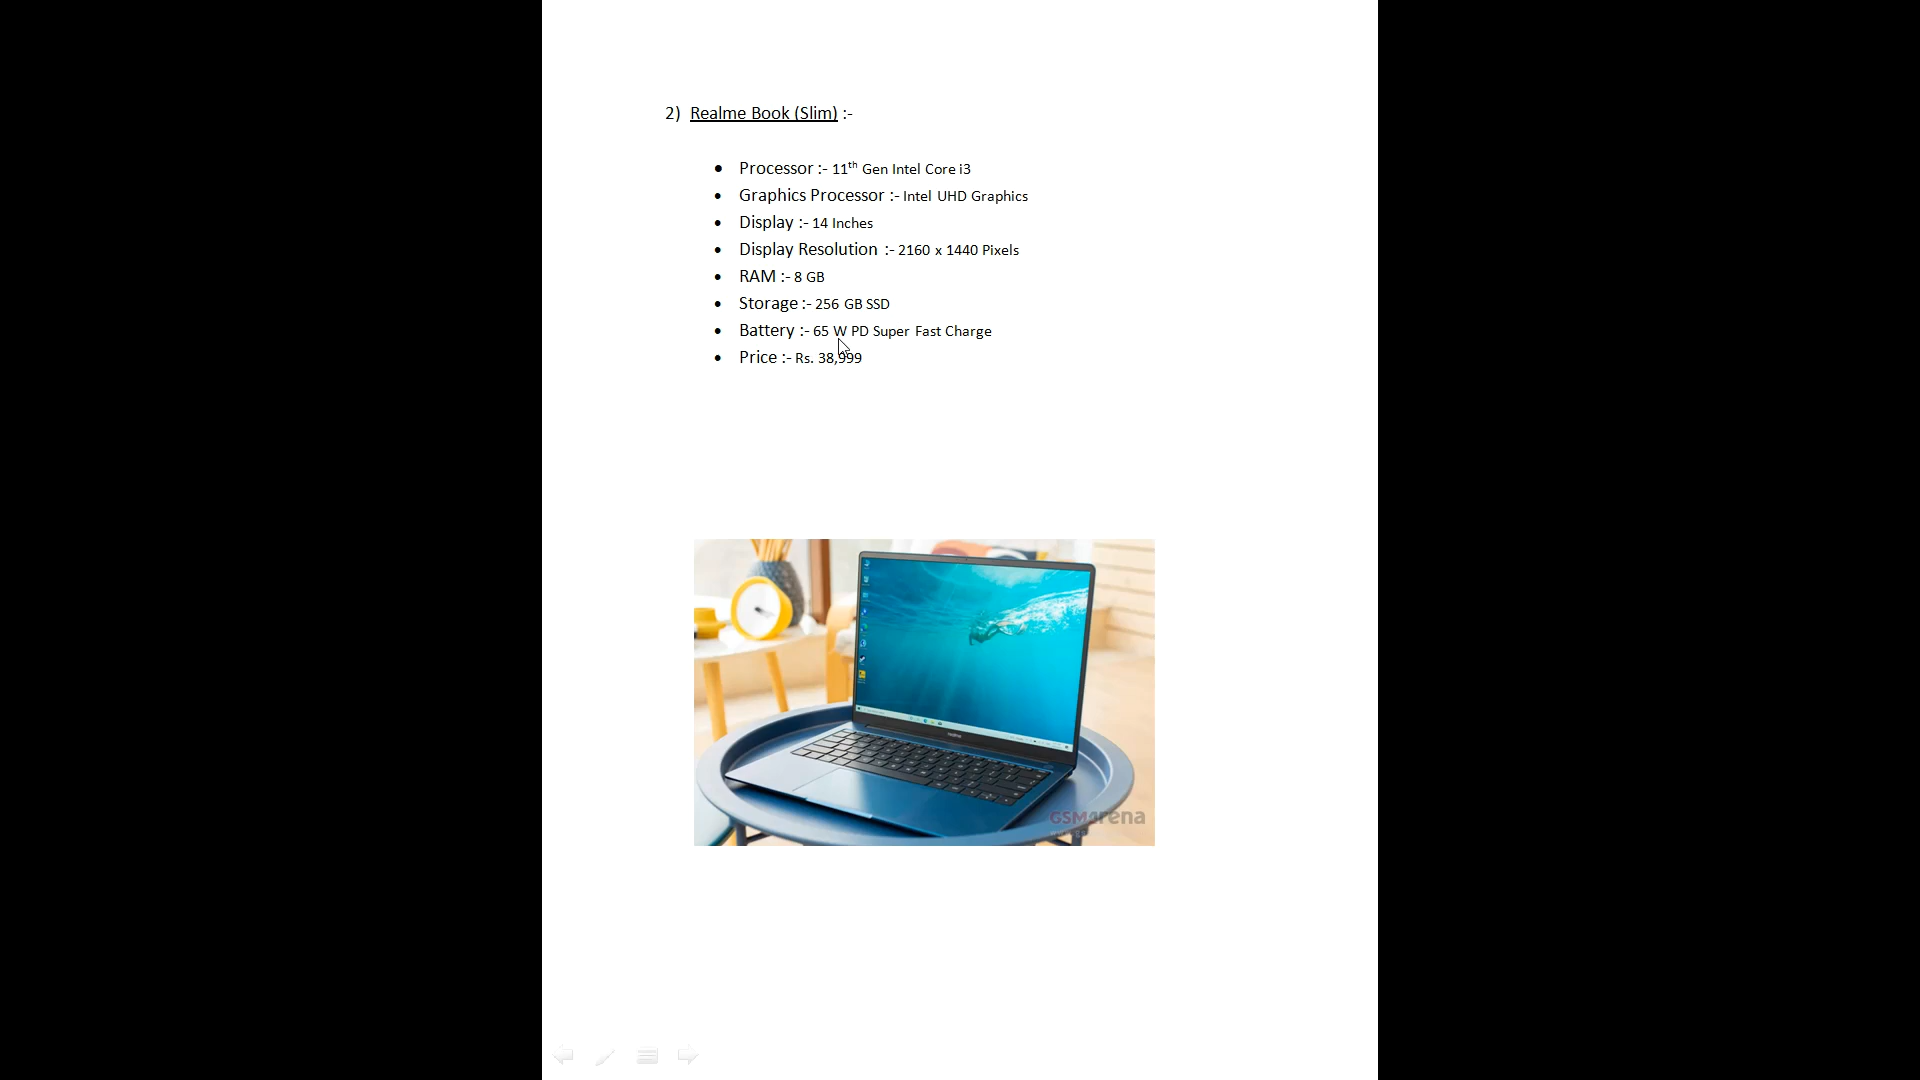 2) Realme Book (Slim) :-
• Processor :- 11th Gen Intel Core i3
• Graphics Processor :- Intel UHD Graphics
• Display :- 14 Inches
• Display Resolution :- 2160 x 1440 Pixels
• RAM :- 8 GB
• Storage :- 256 GB SSD
• Battery :- 65 W PD Super Fast Charge
• Price :- Rs. 38,999
realme
GSMArena